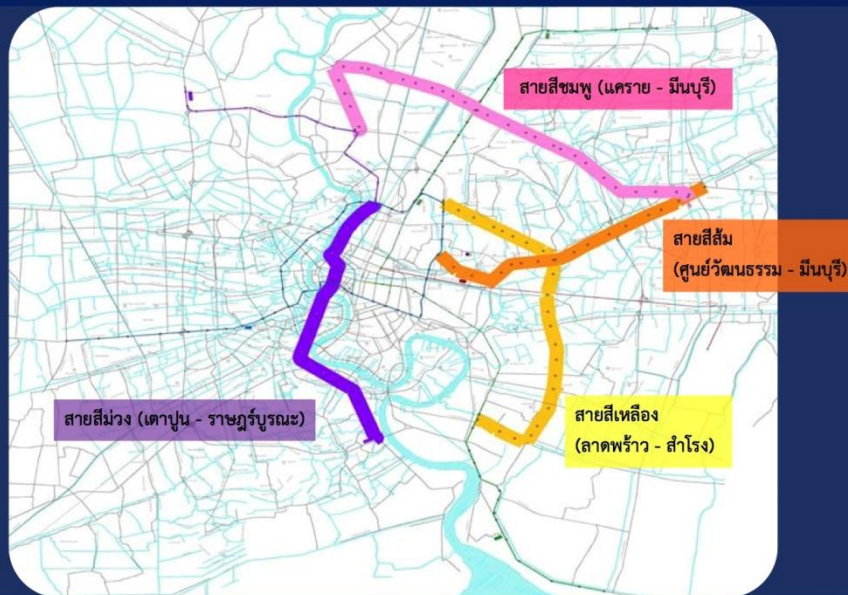 สายสีชมพู (แคราย - มีนบุรี)
สายสีส้ม
(ศูนย์วัฒนธรรม - มีนบุรี)
สายสีม่วง (เตาปูน - ราษฎร์บูรณะ)
สายสีเหลือง
(ลาดพร้าว - สำโรง)